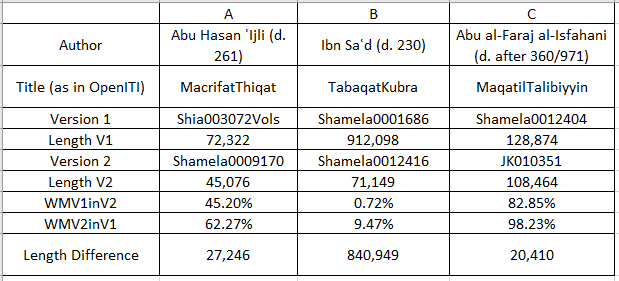 A B C
Author Abu Hasan ʿIjli (d. 261) Ibn Saʿd (d. 230) Abu al-Faraj al-Isfahani (d. after 360/971)
Title (as in OpenITI) MacrifatThiqat TabaqatKubra MaqatilTalibiyyin
Version 1 Shia003072Vols Shamela0001686 Shamela0012404
Length V1 72,322 912,098 128,874
Version 2 Shamela0009170 Shamela0012416 JK010351
Length V2 45,076 71,149 108,464
WMV1inV2 45.20% 0.72% 82.85%
WMV2inV1 62.27% 9.47% 98.23%
Length Difference 27,246 840,949 20,410